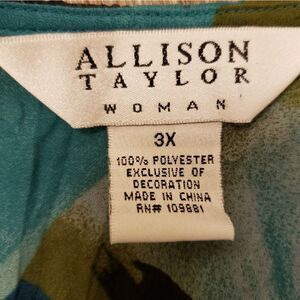 ALLISON
TAYLOR
WOMAN
3X
100% POLYESTER
EXCLUSIVE OF
DECORATION
MADE IN CHINA
RN# 109881